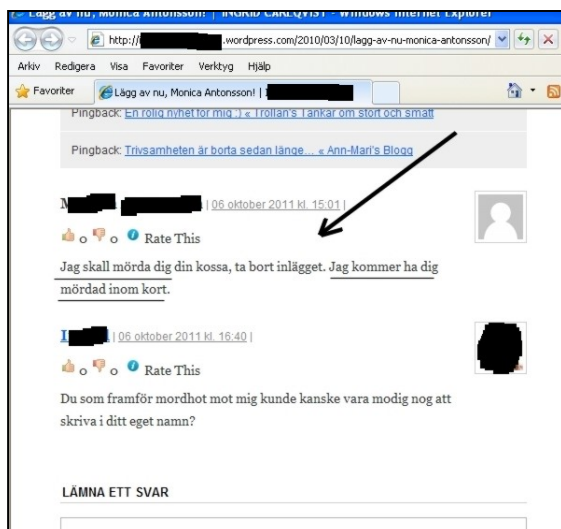 Lägg av nu, Monica Antonsson! | INGRID CARLQVIST - Windows Internet Explorer
http:// .wordpress.com/2010/03/10/lagg-av-nu-monica-antonsson/
Arkiv Redigera Visa Favoriter Verktyg Hjälp
Favoriter Lägg av nu, Monica Antonsson! |
Pingback: En rolig nyhet för mig :) « Trollan's Tankar om stort och smått
Pingback: Trivsamheten är borta sedan länge... « Ann-Mari's Blogg
M | 06 oktober 2011 kl. 15:01 |
0 0 Rate This
Jag skall mörda dig din kossa, ta bort inlägget. Jag kommer ha dig
mördad inom kort.
I | 06 oktober 2011 kl. 16:40 |
0 0 Rate This
Du som framför mordhot mot mig kunde kanske vara modig nog att
skriva i ditt eget namn?
LÄMNA ETT SVAR